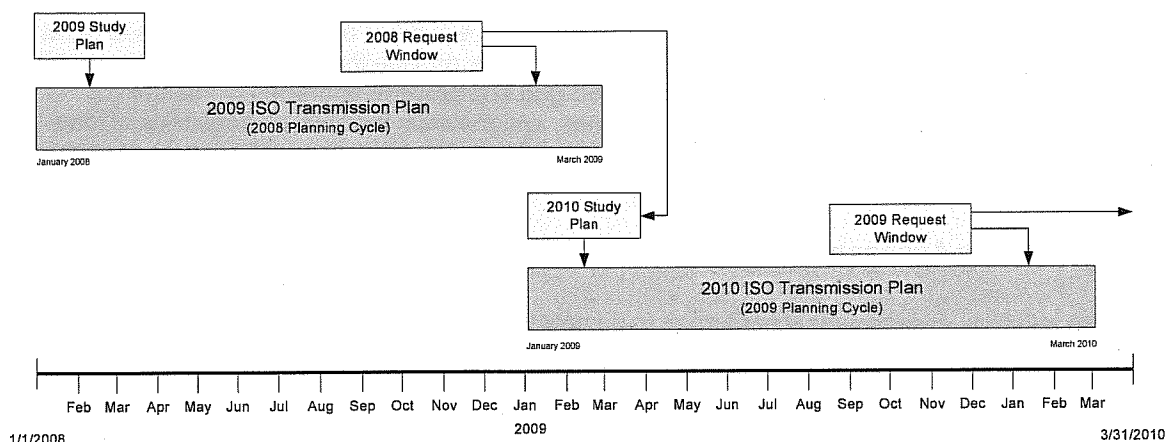 2009 Study
Plan
2008 Request
Window
2009 ISO Transmission Plan
(2008 Planning Cycle)
January 2008
March 2009
2010 Study
Plan
2009 Request
Window
2010 ISO Transmission Plan
(2009 Planning Cycle)
January 2009
March 2010
Feb Mar Apr May Jun Jul Aug Sep Oct Nov Dec Jan Feb Mar Apr May Jun Jul Aug Sep Oct Nov Dec Jan Feb Mar
1/1/2008
2009
3/31/2010